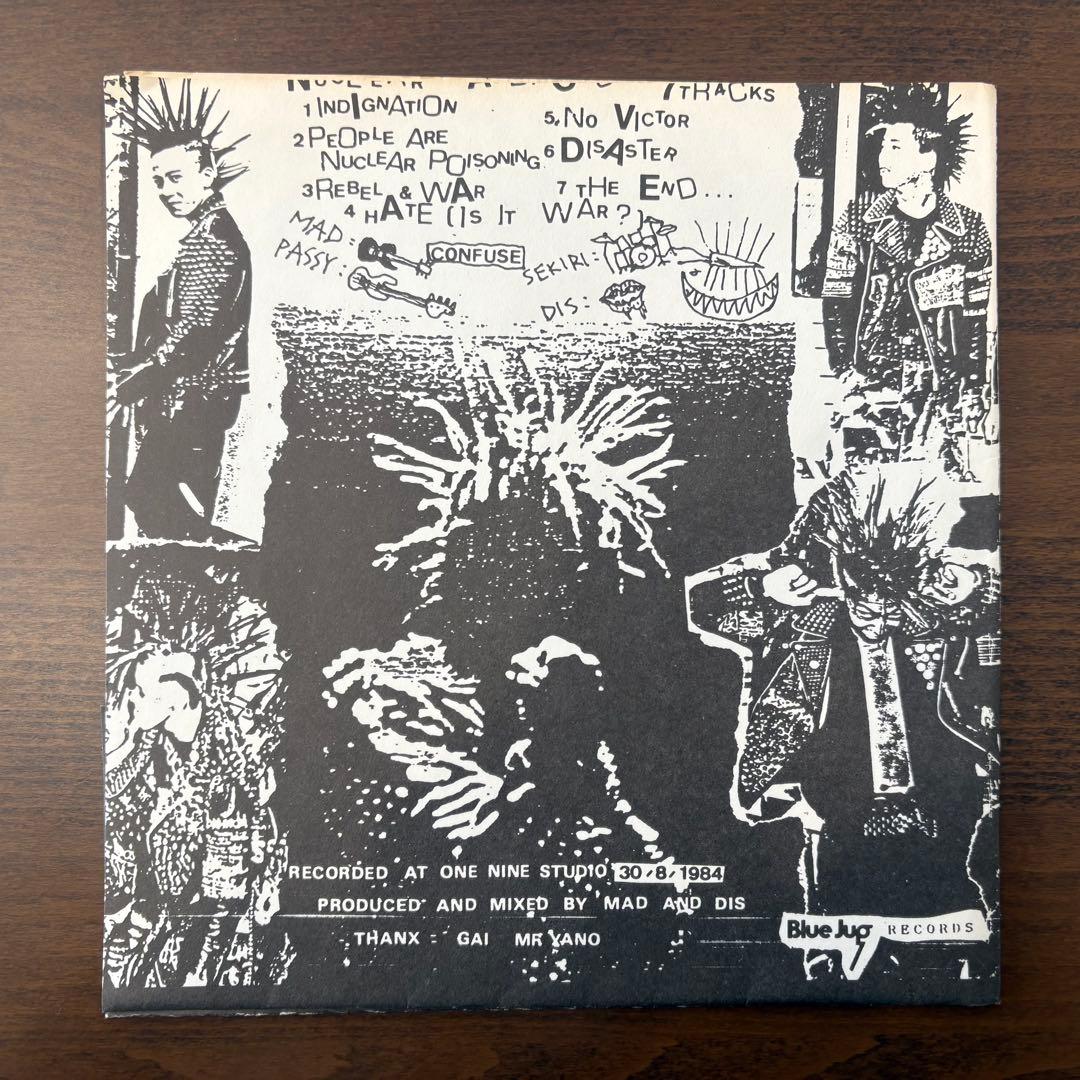 7 TRACKS
1 INDIGNATION
2 PEOPLE ARE
NUCLEAR POISONING
3 REBEL & WAR
4 HATE (IS IT WAR?)
5, NO VICTOR
6 DISASTER
7 THE END...
MAD:
PASSY:
CONFUSE
SEKIRI:
DIS:
RECORDED AT ONE NINE STUDIO 30/8/1984
PRODUCED AND MIXED BY MAD AND DIS
THANX: GAI MR YANO
Blue Jug RECORDS